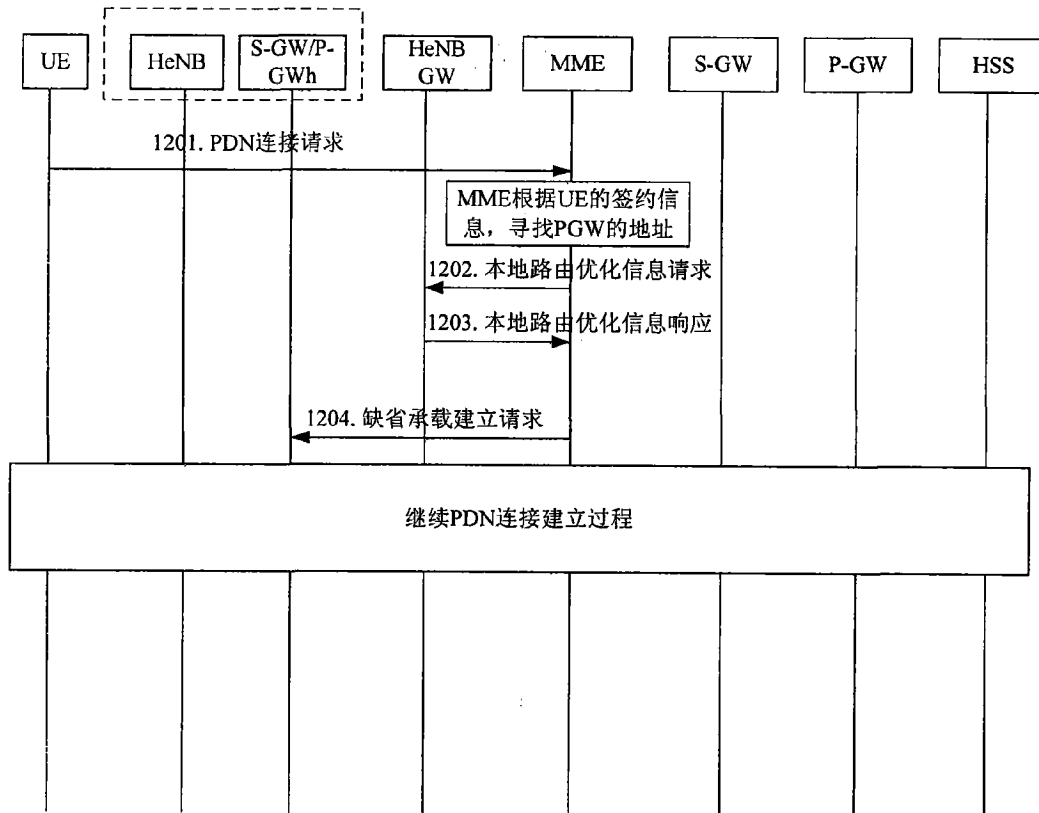 UE
HeNB
S-GW/P-
GWh
HeNB
GW
MME
S-GW
P-GW
HSS
1201. PDN连接请求
MME根据UE的签约信
息，寻找PGW的地址
1202. 本地路由优化信息请求
1203. 本地路由优化信息响应
1204. 缺省承载建立请求
继续PDN连接建立过程